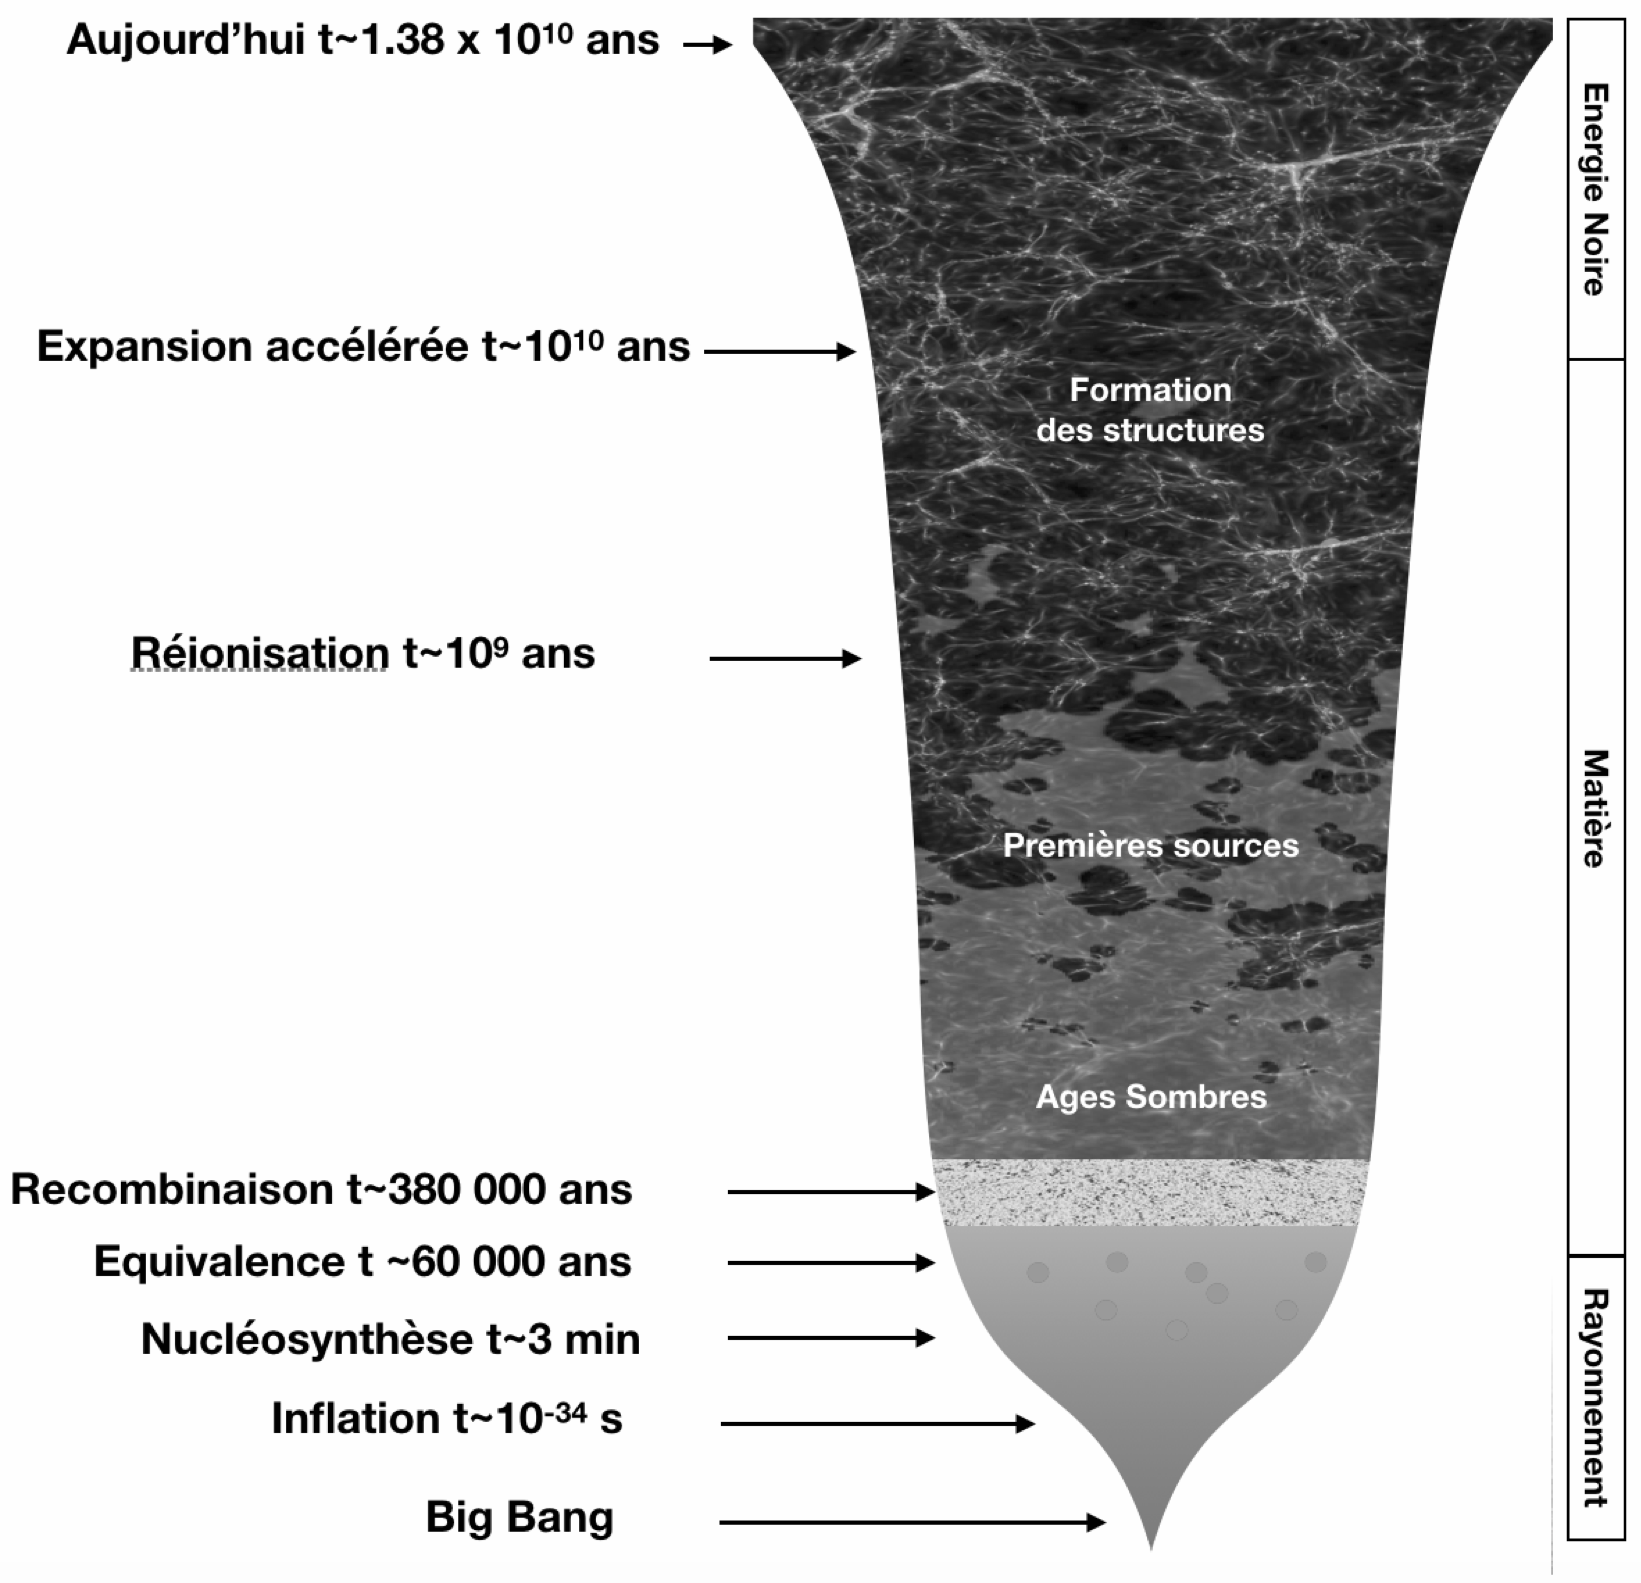 Aujourd’hui t~1.38 x 10¹⁰ ans
Energie Noire
Expansion accélérée t~10¹⁰ ans
Formation
des structures
Réionisation t~10⁹ ans
Matière
Premières sources
Ages Sombres
Recombinaison t~380 000 ans
Equivalence t ~60 000 ans
Rayonnement
Nucléosynthèse t~3 min
Inflation t~10⁻³⁴ s
Big Bang